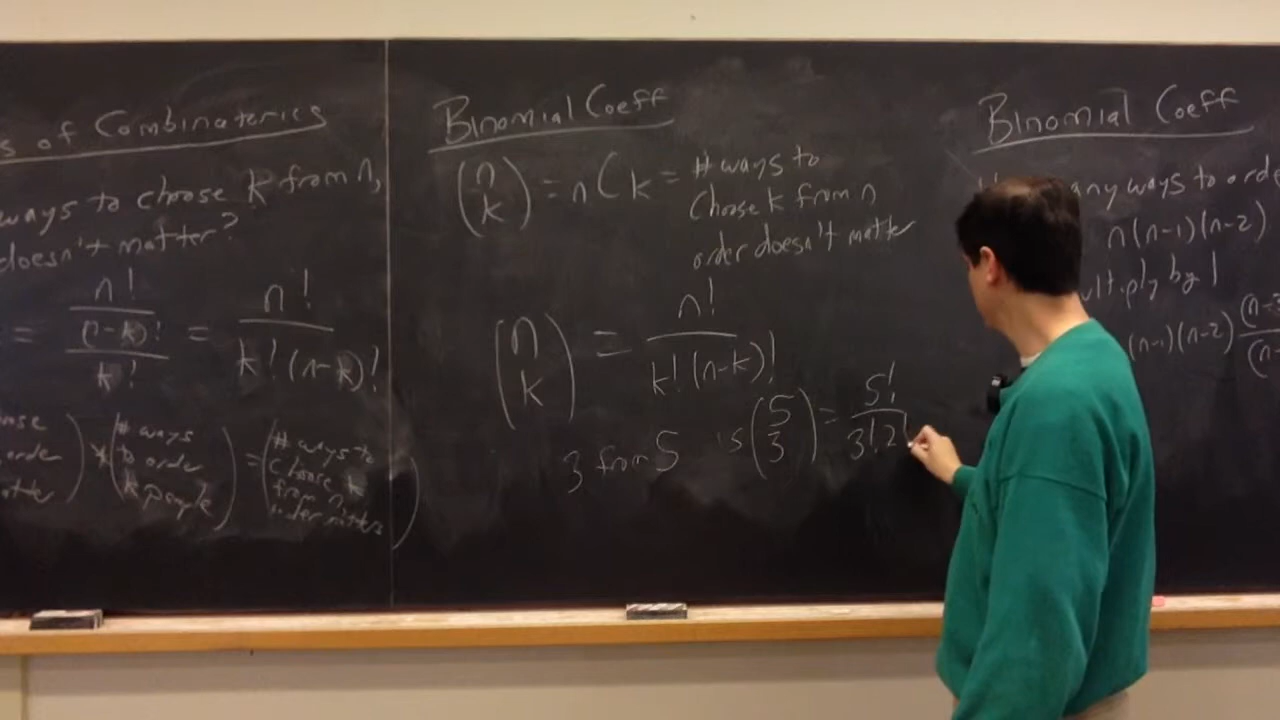 s of Combinatorics
ways to choose k from n,
doesn't matter?
= n!/(n-k)!/k! = n!/k!(n-k)!
order) * (# ways to order k people) = (# ways to choose k from n, order matters)
Binomial Coeff
(n k) = nCk = # ways to
choose k from n
order doesn't matter
(n k) = n!/k!(n-k)!
3 from 5 is (5 3) = 5!/3!2!
Binomial Coeff
any ways to orde
n(n-1)(n-2)
ultiply by 1
(n-1)(n-2)